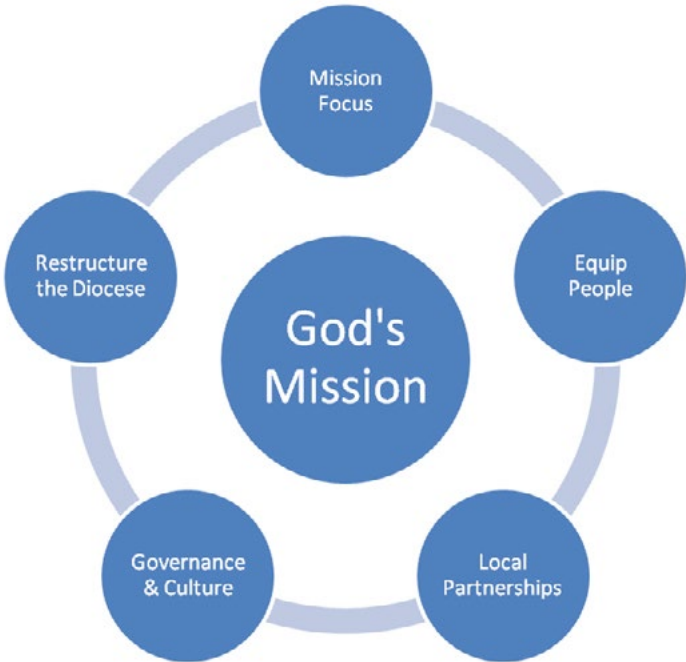 Mission
Focus
Equip
People
Local
Partnerships
Governance
& Culture
Restructure
the Diocese
God's
Mission